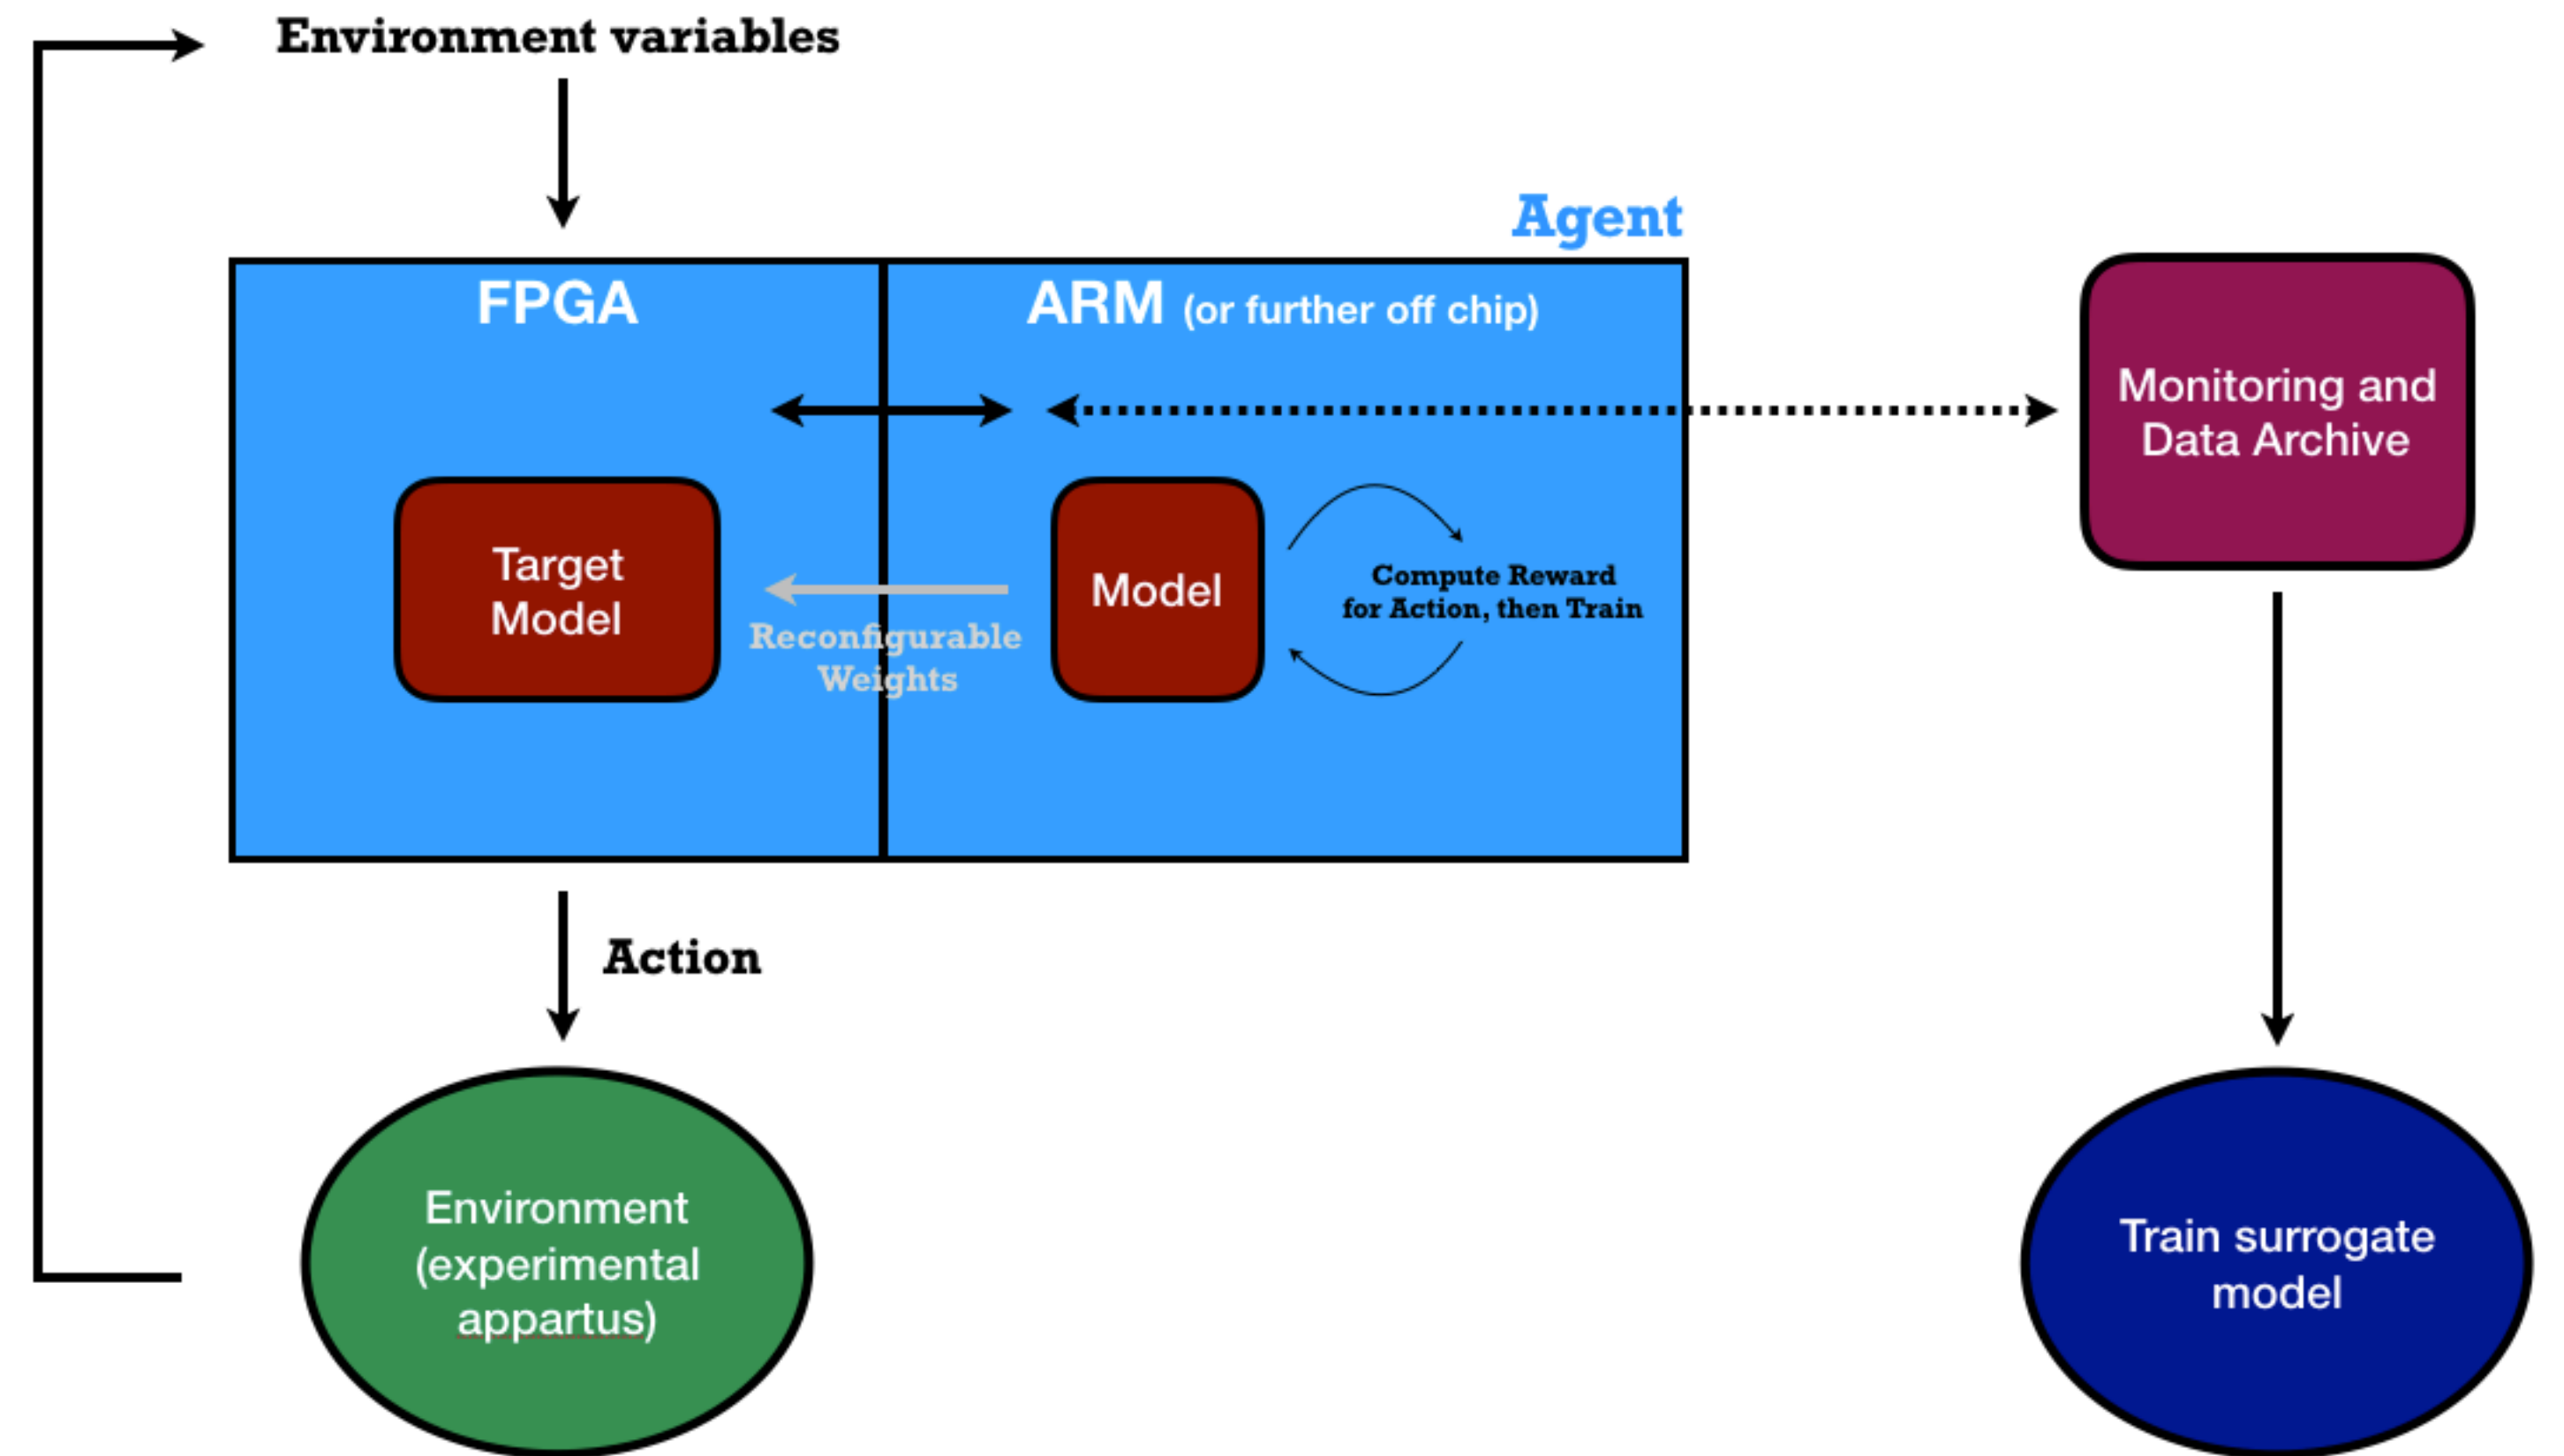 Environment variables
Agent
FPGA
ARM (or further off chip)
Monitoring and
Data Archive
Target
Model
Reconfigurable
Weights
Model
Compute Reward
for Action, then Train
Action
Environment
(experimental
appartus)
Train surrogate
model